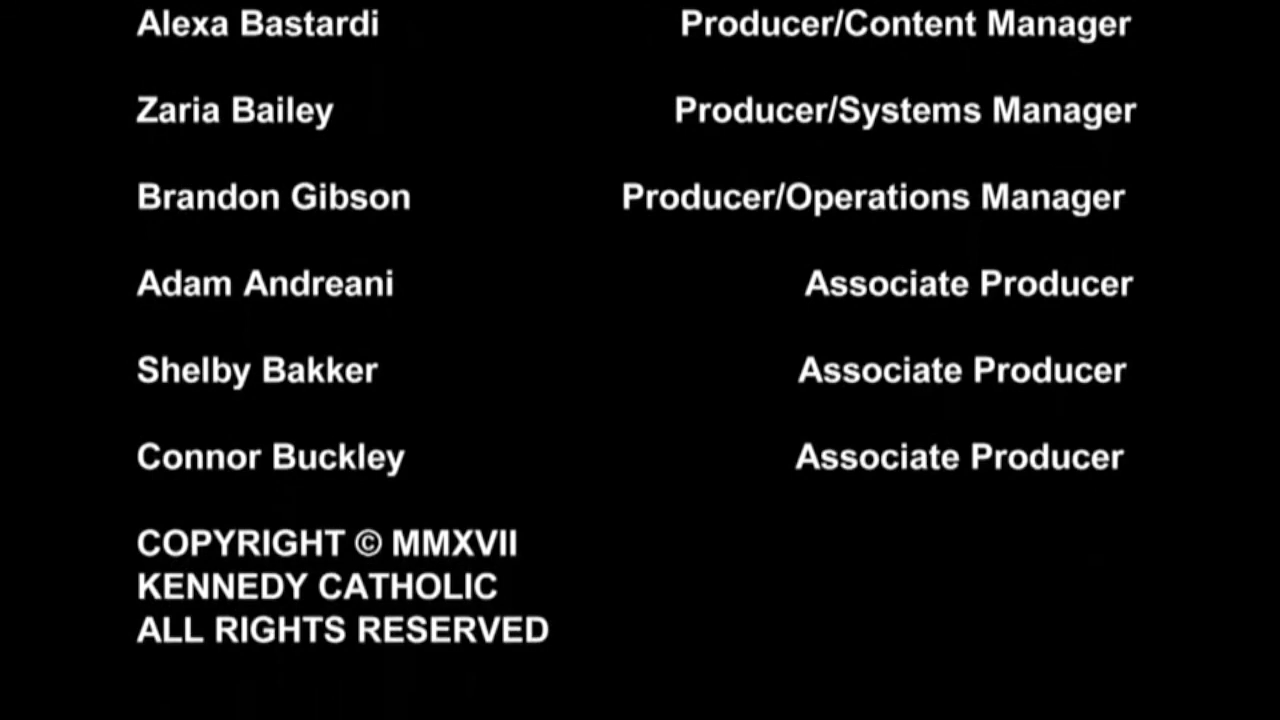 Alexa Bastardi Producer/Content Manager
Zaria Bailey Producer/Systems Manager
Brandon Gibson Producer/Operations Manager
Adam Andreani Associate Producer
Shelby Bakker Associate Producer
Connor Buckley Associate Producer
COPYRIGHT © MMXVII
KENNEDY CATHOLIC
ALL RIGHTS RESERVED